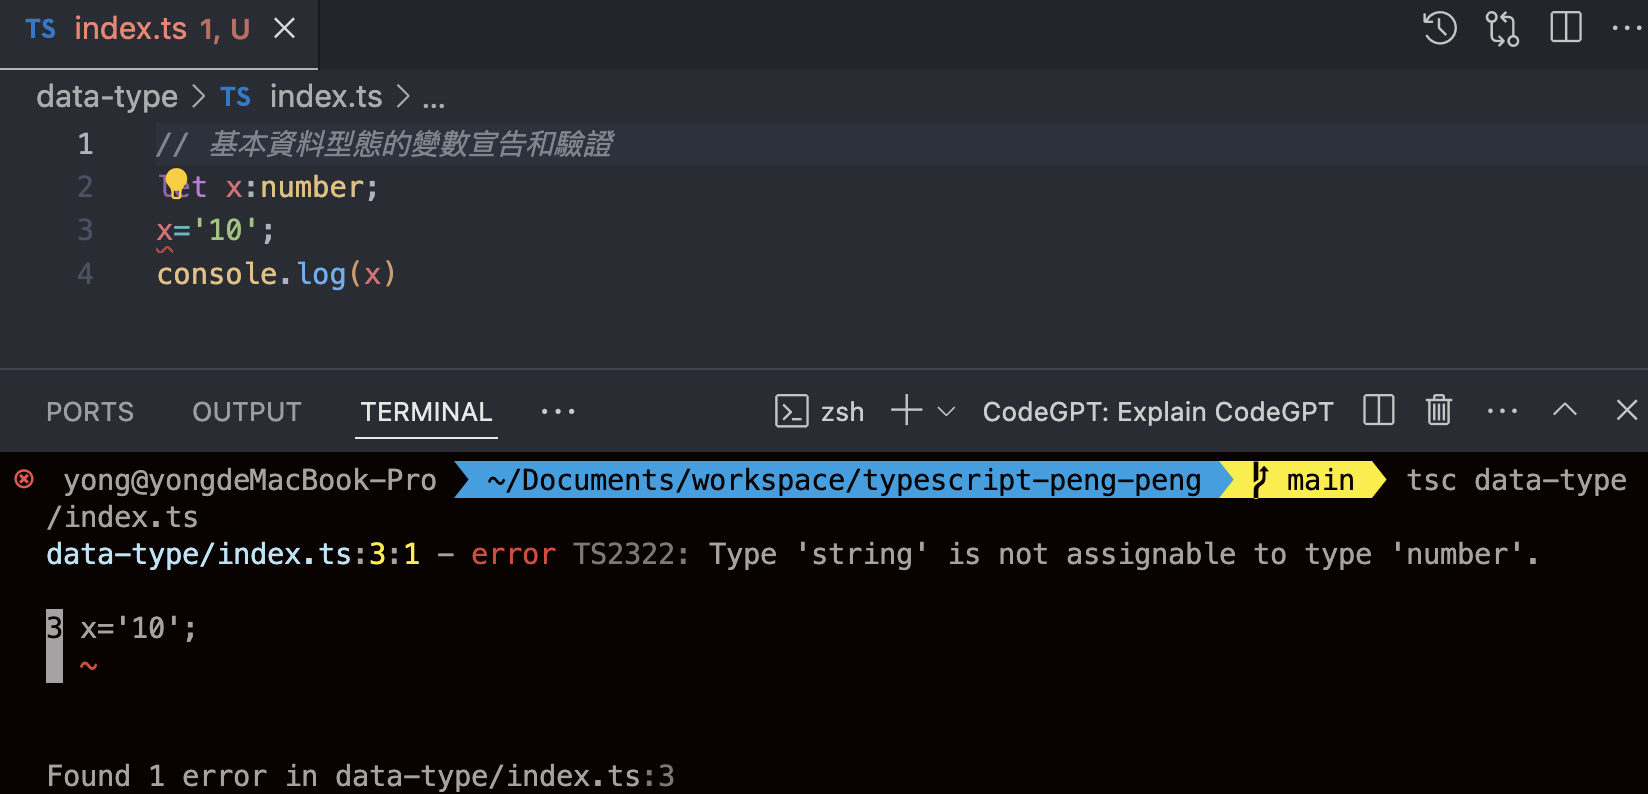 TS index.ts 1, U
data-type > TS index.ts > ...
1 // 基本資料型態的變數宣告和驗證
2 let x:number;
3 x='10';
4 console.log(x)
PORTS OUTPUT TERMINAL ... zsh CodeGPT: Explain CodeGPT ...
yong@yongdeMacBook-Pro ~/Documents/workspace/typescript-peng-peng main tsc data-type
/index.ts
data-type/index.ts:3:1 - error TS2322: Type 'string' is not assignable to type 'number'.
3 x='10';
~
Found 1 error in data-type/index.ts:3